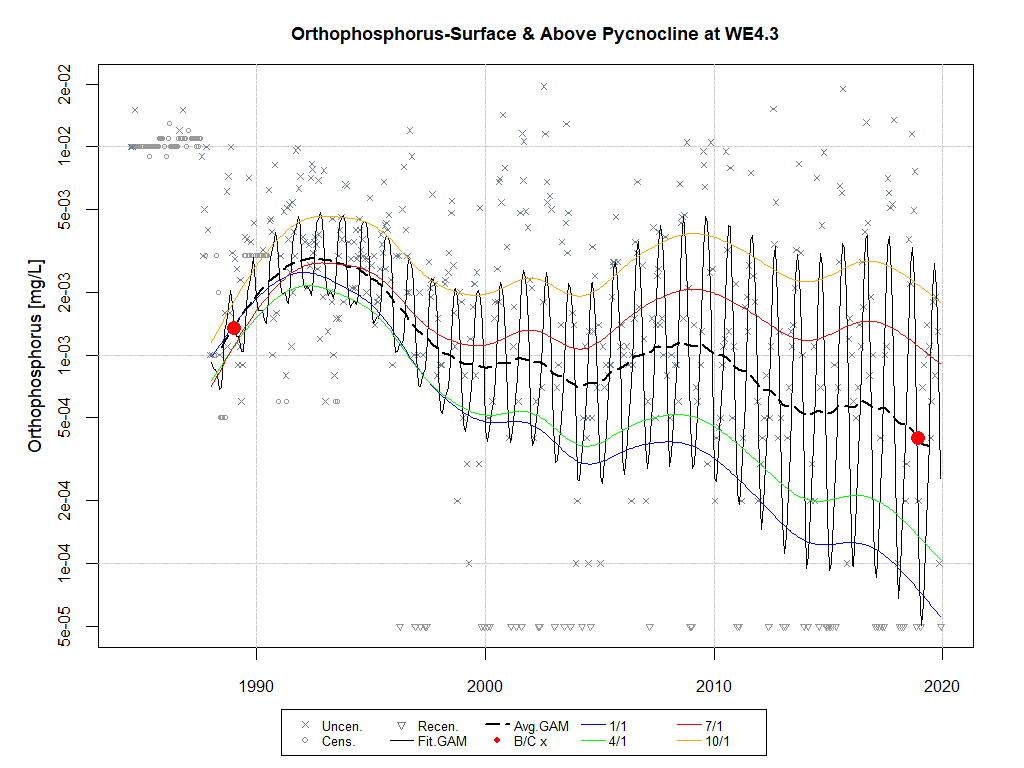 Orthophosphorus-Surface & Above Pycnocline at WE4.3
Orthophosphorus [mg/L]
2e-02
1e-02
5e-03
2e-03
1e-03
5e-04
2e-04
1e-04
5e-05
1990 2000 2010 2020
Uncen. Recen. Avg.GAM 1/1 7/1
Cens. Fit.GAM B/C x 4/1 10/1